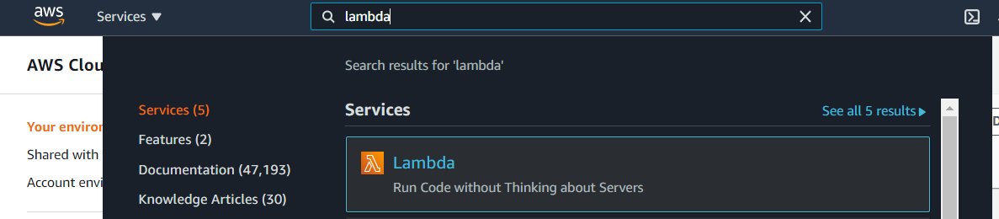 aws
Services ▼
lambda
AWS Clou
Search results for 'lambda'
Services (5)
Features (2)
Documentation (47,193)
Knowledge Articles (30)
Services
See all 5 results ▶
Lambda
Run Code without Thinking about Servers
Your environ
Shared with
Account envi
D